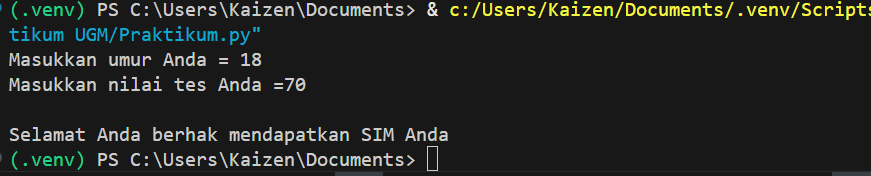 (.venv) PS C:\Users\Kaizen\Documents> & c:/Users/Kaizen/Documents/.venv/Scripts
tikum UGM/Praktikum.py"
Masukkan umur Anda = 18
Masukkan nilai tes Anda =70
Selamat Anda berhak mendapatkan SIM Anda
(.venv) PS C:\Users\Kaizen\Documents>